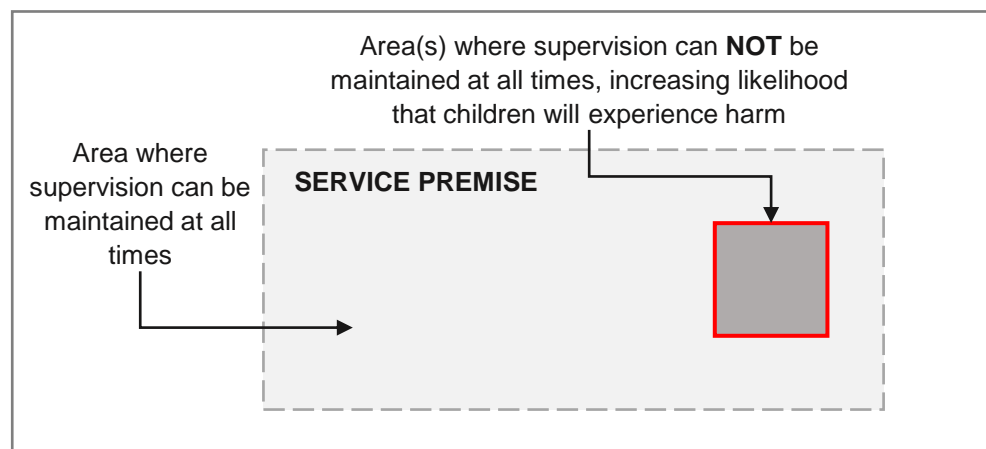 Area(s) where supervision can NOT be
maintained at all times, increasing likelihood
that children will experience harm
Area where
supervision can be
maintained at all
times
SERVICE PREMISE